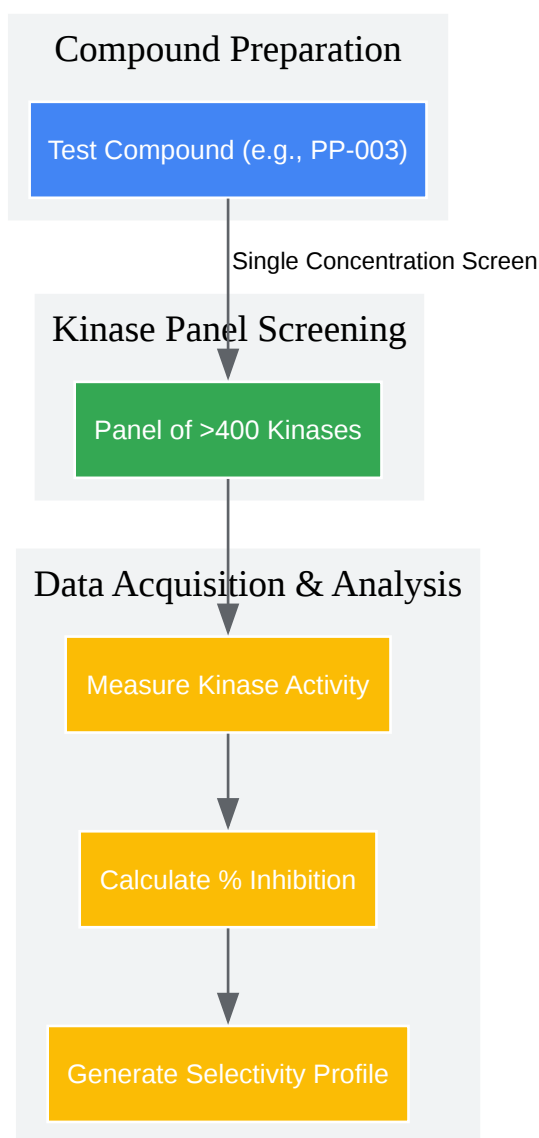 Compound Preparation
Test Compound (e.g., PP-003)
Single Concentration Screen
Kinase Panel Screening
Panel of >400 Kinases
Data Acquisition & Analysis
Measure Kinase Activity
Calculate % Inhibition
Generate Selectivity Profile